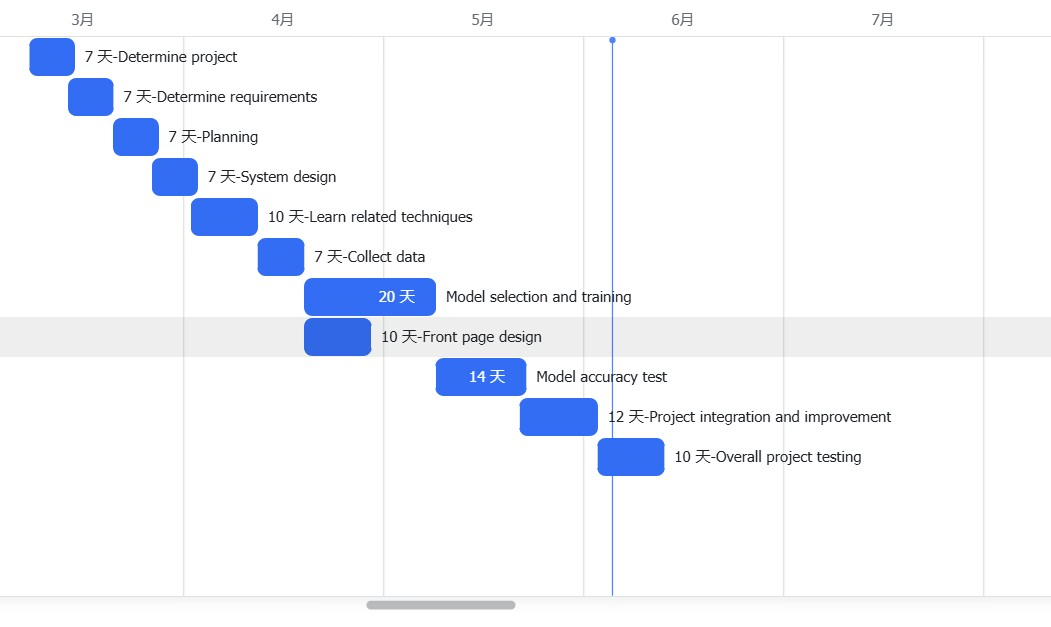 3月 4月 5月 6月 7月
7 天-Determine project
7 天-Determine requirements
7 天-Planning
7 天-System design
10 天-Learn related techniques
7 天-Collect data
20 天 Model selection and training
10 天-Front page design
14 天 Model accuracy test
12 天-Project integration and improvement
10 天-Overall project testing